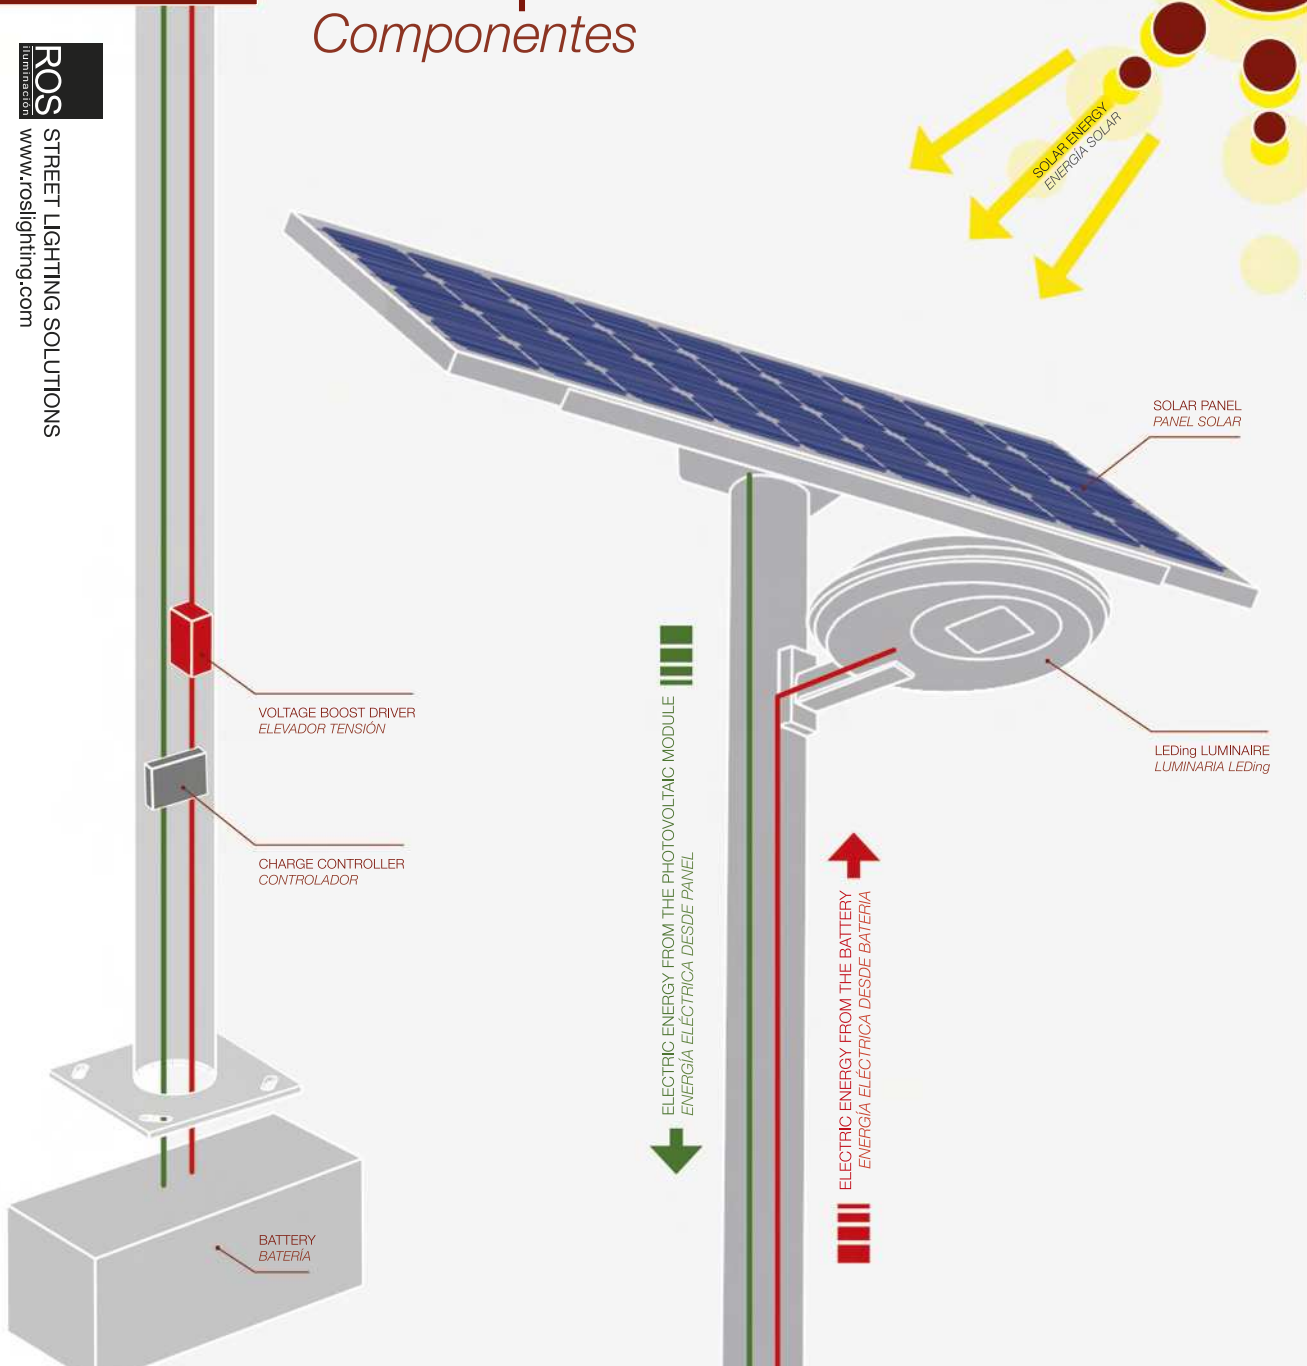 Componentes
ROS
iluminación
STREET LIGHTING SOLUTIONS
www.roslighting.com
SOLAR ENERGY
ENERGÍA SOLAR
SOLAR PANEL
PANEL SOLAR
VOLTAGE BOOST DRIVER
ELEVADOR TENSIÓN
LEDing LUMINAIRE
LUMINARIA LEDing
CHARGE CONTROLLER
CONTROLADOR
ELECTRIC ENERGY FROM THE PHOTOVOLTAIC MODULE
ENERGÍA ELÉCTRICA DESDE PANEL
ELECTRIC ENERGY FROM THE BATTERY
ENERGÍA ELÉCTRICA DESDE BATERIA
BATTERY
BATERÍA